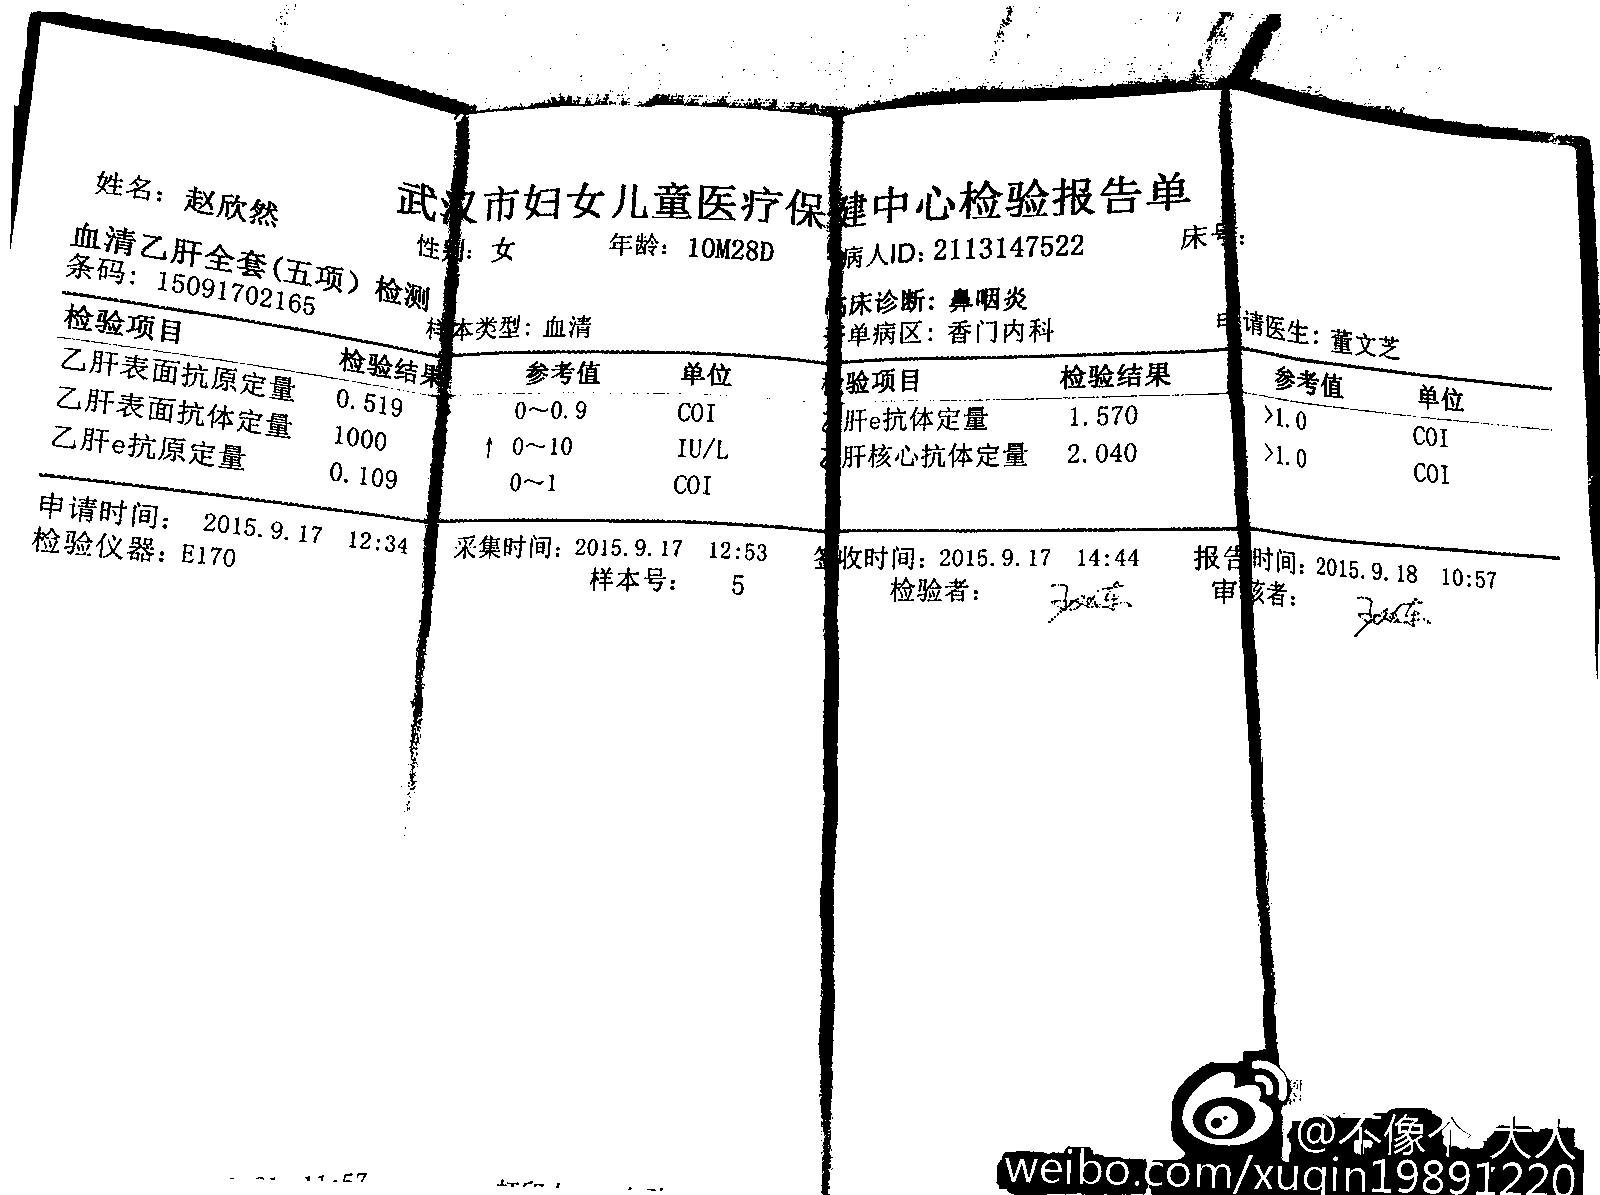 武汉市妇女儿童医疗保健中心检验报告单
姓名：赵欣然 性别：女 年龄：10M28D 病人ID：2113147522 床号：
血清乙肝全套(五项）检测 临床诊断：鼻咽炎
条码：15091702165 样本类型：血清 开单病区：香门内科 申请医生：董文芝
检验项目 检验结果 参考值 单位 检验项目 检验结果 参考值 单位
乙肝表面抗原定量 0.519 0～0.9 COI 乙肝e抗体定量 1.570 >1.0 COI
乙肝表面抗体定量 1000 ↑ 0～10 IU/L 乙肝核心抗体定量 2.040 >1.0 COI
乙肝e抗原定量 0.109 0～1 COI
申请时间：2015.9.17 12:34 采集时间：2015.9.17 12:53 签收时间：2015.9.17 14:44 报告时间：2015.9.18 10:57
检验仪器：E170 样本号：5 检验者： 审核者：
11:57
@不像个 夫人
weibo.com/xuqin19891220